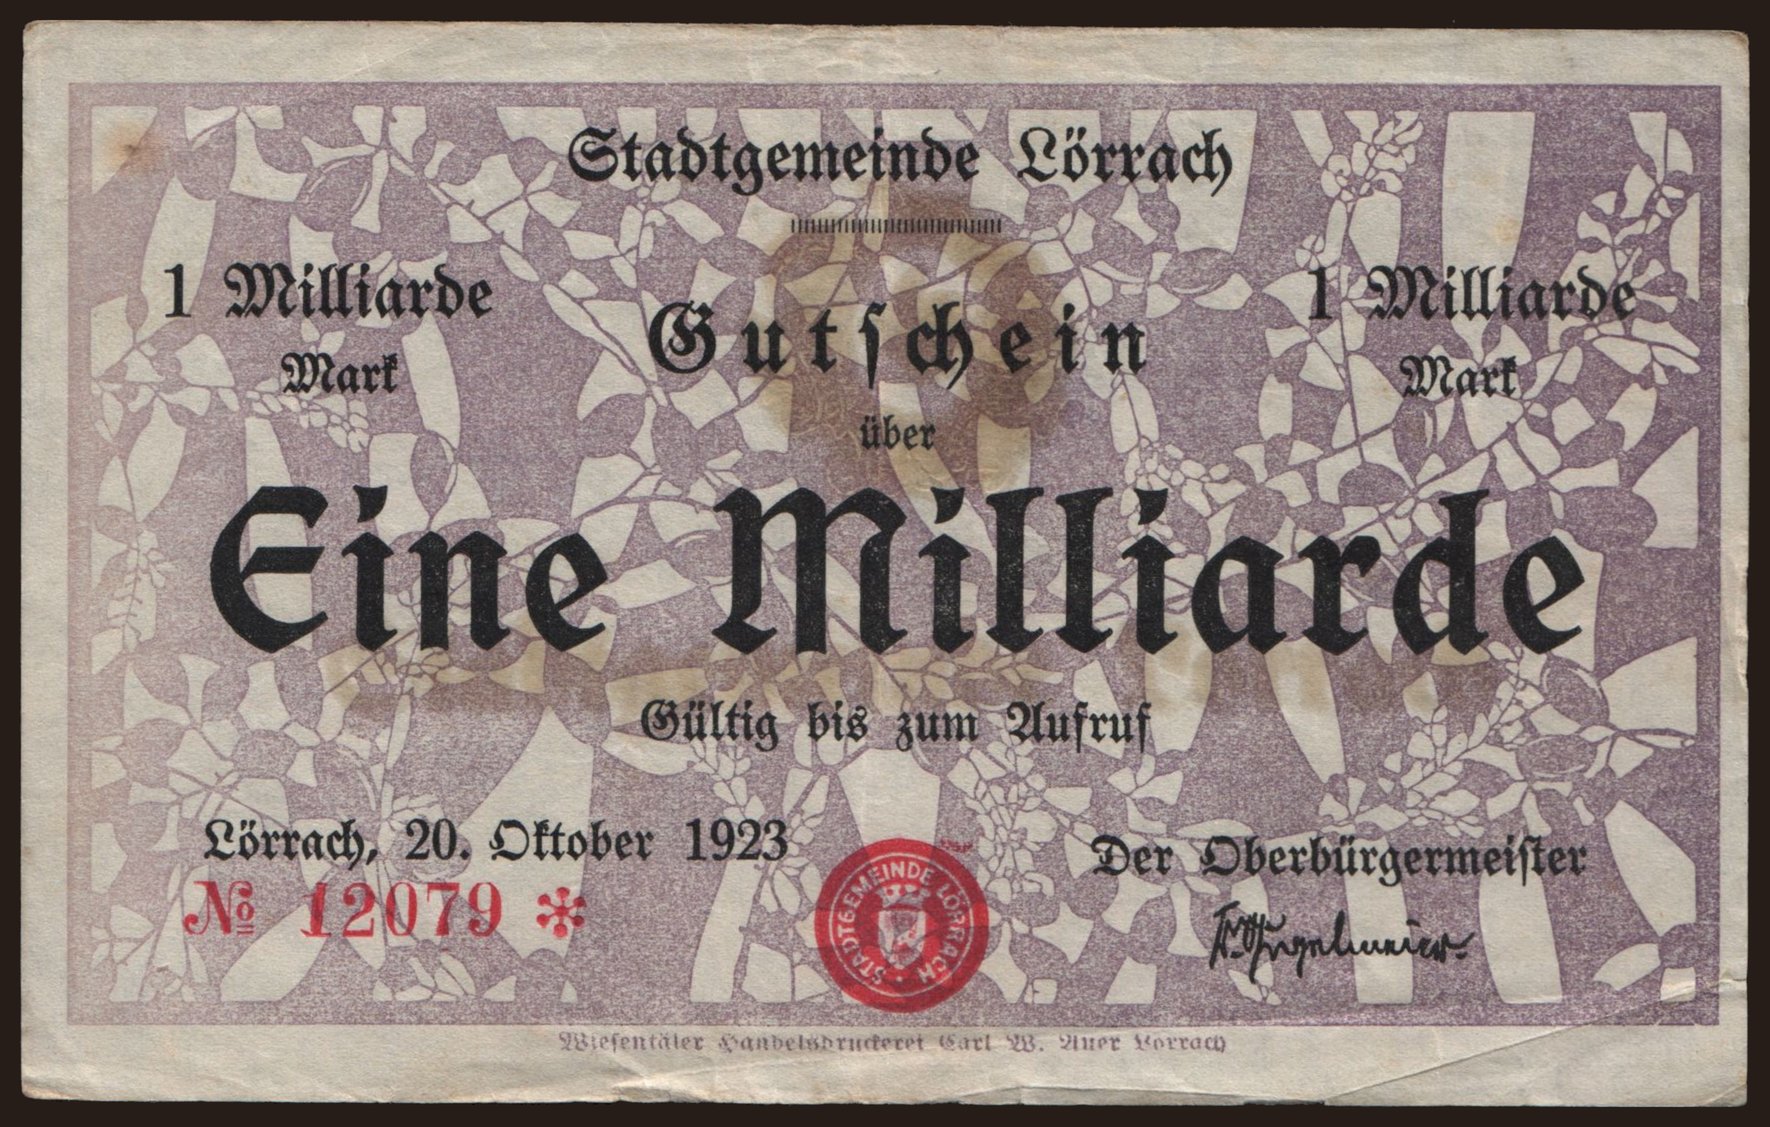 Stadtgemeinde Lörrach
1 Milliarde
Mark
1 Milliarde
Mark
Gutschein
über
Eine Milliarde
Gültig bis zum Aufruf
Lörrach, 20. Oktober 1923
Der Oberbürgermeister
№ 12079 *
STADTGEMEINDE LÖRRACH
Wiesentäler Handelsdruckerei Carl W. Auer Lörrach